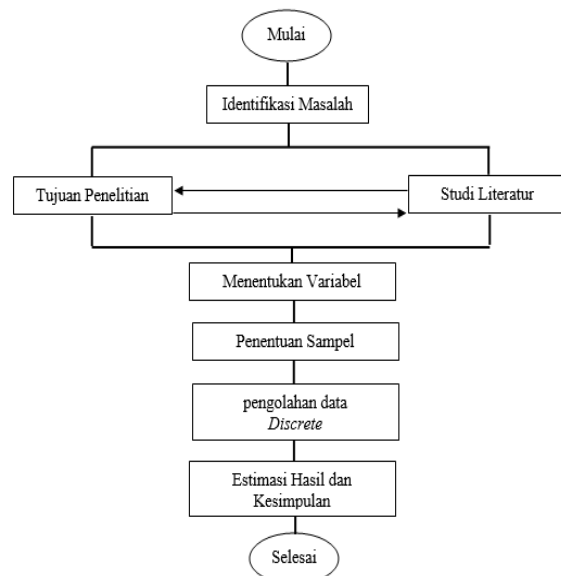 Mulai
Identifikasi Masalah
Tujuan Penelitian
Studi Literatur
Menentukan Variabel
Penentuan Sampel
pengolahan data
Discrete
Estimasi Hasil dan
Kesimpulan
Selesai